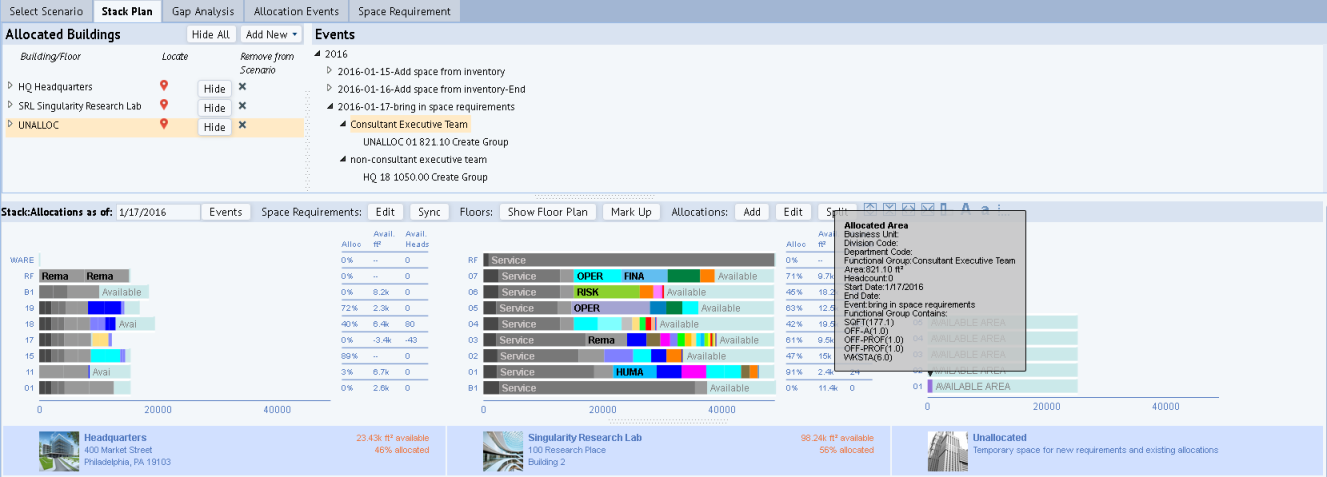 Select Scenario Stack Plan Gap Analysis Allocation Events Space Requirement
Allocated Buildings Hide All Add New
Building/Floor Locate Remove from
Scenario
HQ Headquarters Hide
SRL Singularity Research Lab Hide
UNALLOC Hide
Events
2016
2016-01-15-Add space from inventory
2016-01-16-Add space from inventory-End
2016-01-17-bring in space requirements
Consultant Executive Team
UNALLOC 01 821.10 Create Group
non-consultant executive team
HQ 18 1050.00 Create Group
Stack:Allocations as of: 1/17/2016 Events Space Requirements: Edit Sync Floors: Show Floor Plan Mark Up Allocations: Add Edit Split
Alloc Avail. ft² Avail. Heads
WARE 0% -- 0
RF Rema Rema 0% -- 0
B1 Available 0% 8.2k 0
19 72% 2.3k 0
18 Avai 40% 6.4k 80
17 0% -3.4k -43
15 89% -- 0
11 Avai 3% 6.7k 0
01 0% 2.6k 0
0 20000 40000
Alloc Avai ft²
RF Service 0% --
07 Service OPER FINA Available 71% 9.7k
06 Service RISK Available 45% 18.2
05 Service OPER Available 63% 12.5
04 Service Available 42% 19.5
03 Service Rema 61% 9.5k
02 Service Available 47% 15k
01 Service HUMA 91% 2.4k 24
B1 Service Available 0% 11.4k 0
0 20000 40000
Allocated Area
Business Unit:
Division Code:
Department Code:
Functional Group:Consultant Executive Team
Area:821.10 ft²
Headcount:0
Start Date:1/17/2016
End Date:
Event:bring in space requirements
Functional Group Contains:
SQFT(177.1)
OFF-A(1.0)
OFF-PROF(1.0)
OFF-PROF(1.0)
WKSTA(6.0)
05 AVAILABLE AREA
04 AVAILABLE AREA
03 AVAILABLE AREA
02 AVAILABLE AREA
01 AVAILABLE AREA
0 20000 40000
Headquarters 23.43k ft² available
400 Market Street 46% allocated
Philadelphia, PA 19103
Singularity Research Lab 98.24k ft² available
100 Research Place 56% allocated
Building 2
Unallocated
Temporary space for new requirements and existing allocations